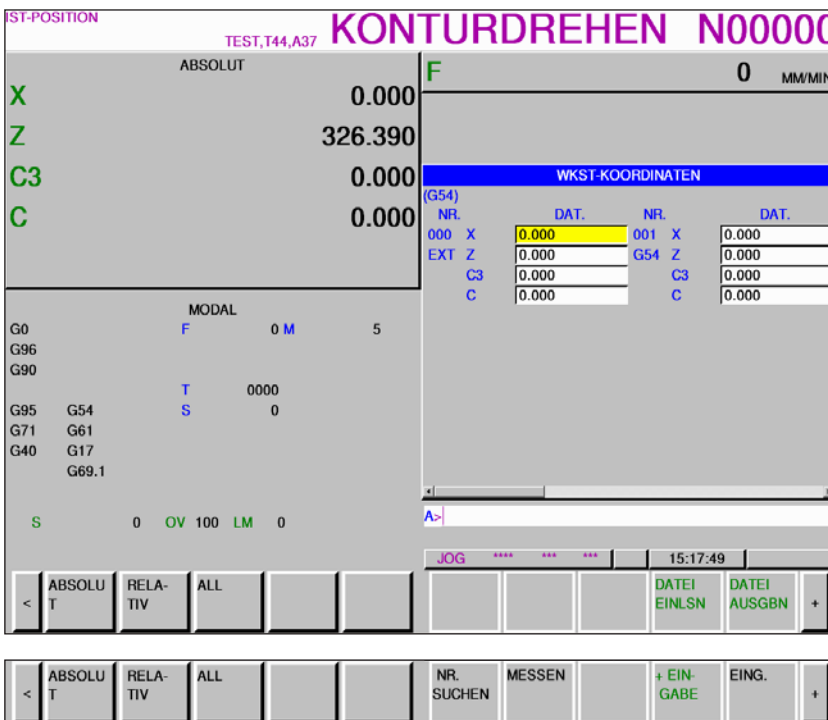 IST-POSITION
TEST,T44,A37 KONTURDREHEN N00000
ABSOLUT
X 0.000
Z 326.390
C3 0.000
C 0.000
F 0 MM/MIN
WKST-KOORDINATEN
(G54)
NR. DAT. NR. DAT.
000 X 0.000 001 X 0.000
EXT Z 0.000 G54 Z 0.000
C3 0.000 C3 0.000
C 0.000 C 0.000
MODAL
G0 F 0 M 5
G96
G90
T 0000
G95 G54 S 0
G71 G61
G40 G17
G69.1
S 0 OV 100 LM 0
A>
JOG **** *** *** 15:17:49
< ABSOLU
T RELA-
TIV ALL DATEI
EINLSN DATEI
AUSGBN +
< ABSOLU
T RELA-
TIV ALL NR.
SUCHEN MESSEN + EIN-
GABE EING. +